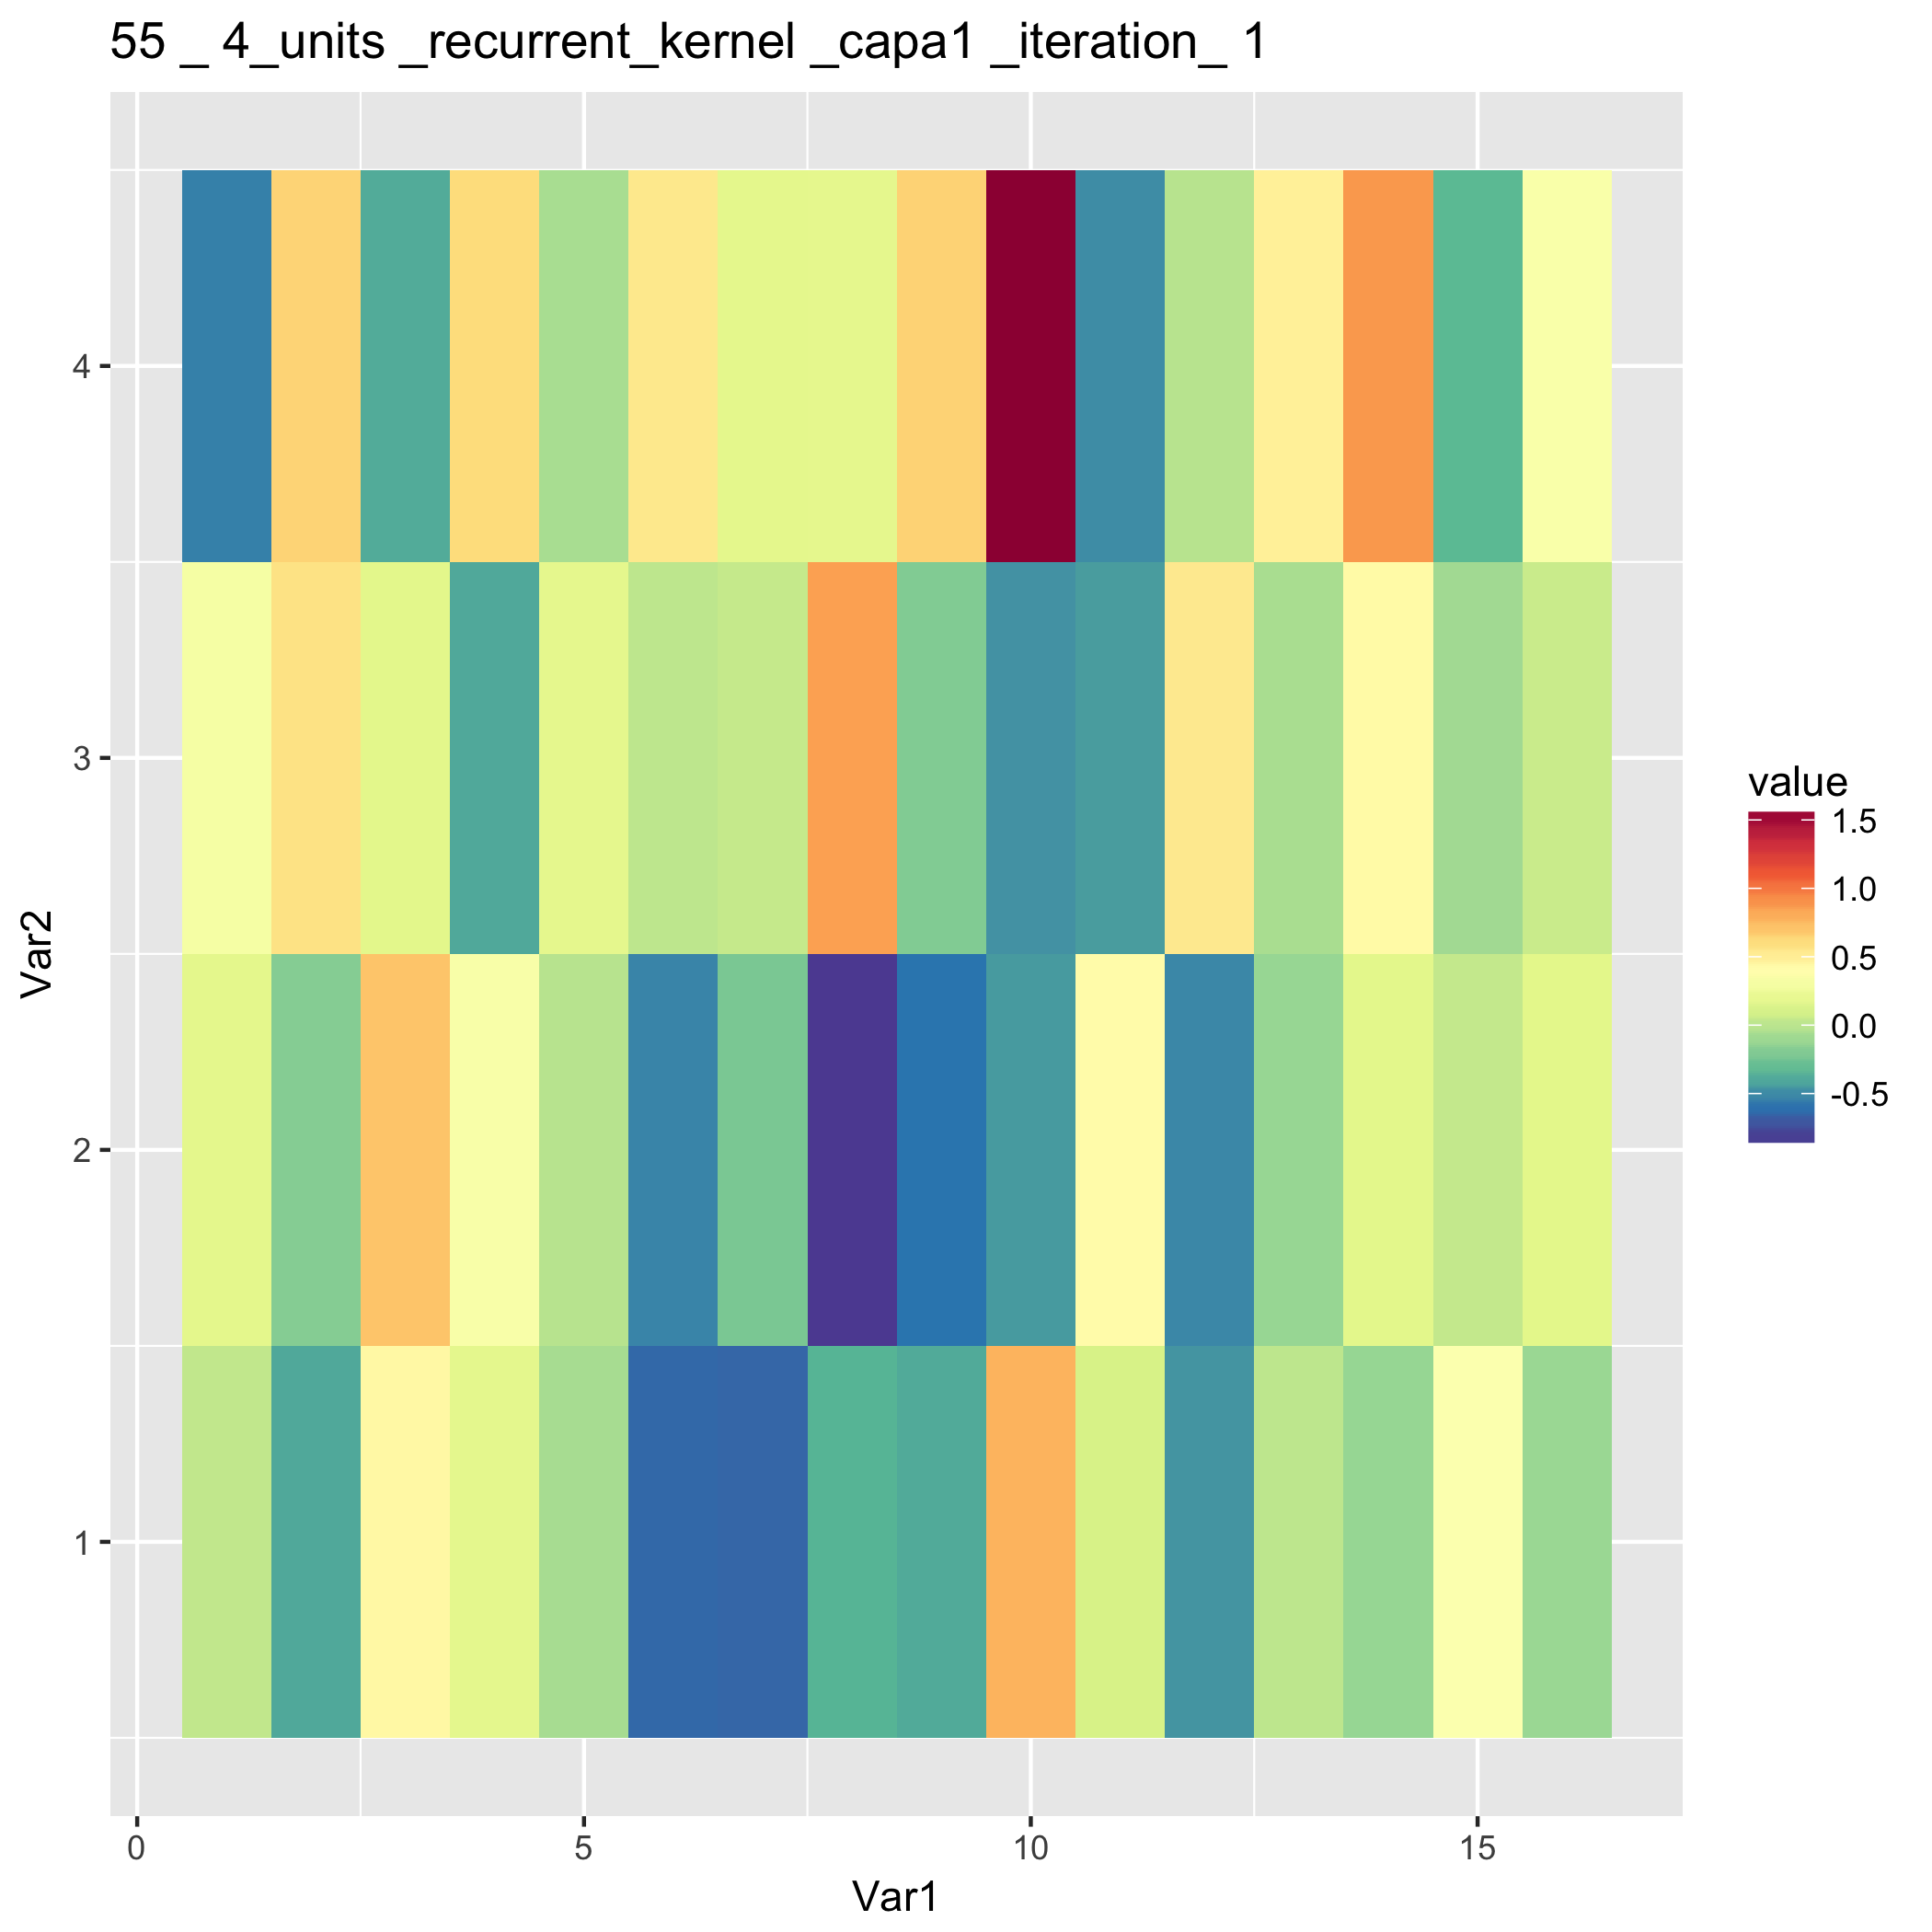 55 _ 4_units _recurrent_kernel _capa1 _iteration_ 1
4
3
2
1
Var2
0 5 10 15
Var1
value
1.5
1.0
0.5
0.0
-0.5